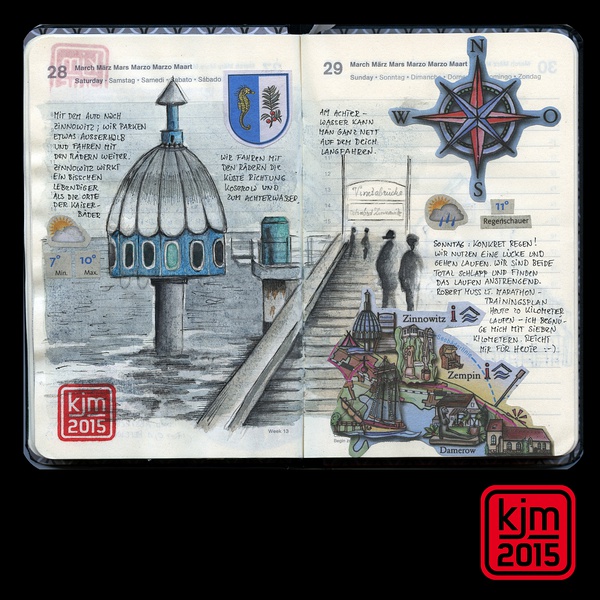 28 March März Mars Marzo Marzo Maart
Saturday • Samstag • Samedi • Sabato • Sábado
MIT DEM AUTO NACH
ZINNOWITZ; WIR PARKEN
ETWAS AUSSERHALB
UND FAHREN MIT
DEN RÄDERN WEITER.
ZINNOWITZ WIRKT
EIN BISSCHEN
LEBENDIGER
ALS DIE ORTE
DER KAISER-
BÄDER
WIR FAHREN MIT
DEN RÄDERN DIE
KÜSTE RICHTUNG
KOSEROW UND
ZUM ACHTERWASSER.
7° 10°
Min. Max.
kjm
2015
Week 13
29 March März Mars Marzo Marzo Maart
Sunday • Sonntag • Dimanche • Domingo • Zondag
AM ACHTER-
WASSER KANN
MAN GANZ NETT
AUF DEM DEICH
LANGFAHREN.
N
W
O
S
Vinetabrücke
11°
Regenschauer
SONNTAG: KONKRET REGEN!
WIR NUTZEN EINE LÜCKE UND
GEHEN LAUFEN. WIR SIND BEIDE
TOTAL SCHLAPP UND FINDEN
DAS LAUFEN ANSTRENGEND.
ROBERT MUSS LT. MARATHON-
TRAININGSPLAN
HEUTE 10 KILOMETER
LAUFEN – ICH BEGNÜ-
GE MICH MIT SIEBEN
KILOMETERN. REICHT
MIR FÜR HEUTE :-)
Zinnowitz i
Zempin i
Damerow
kjm
2015